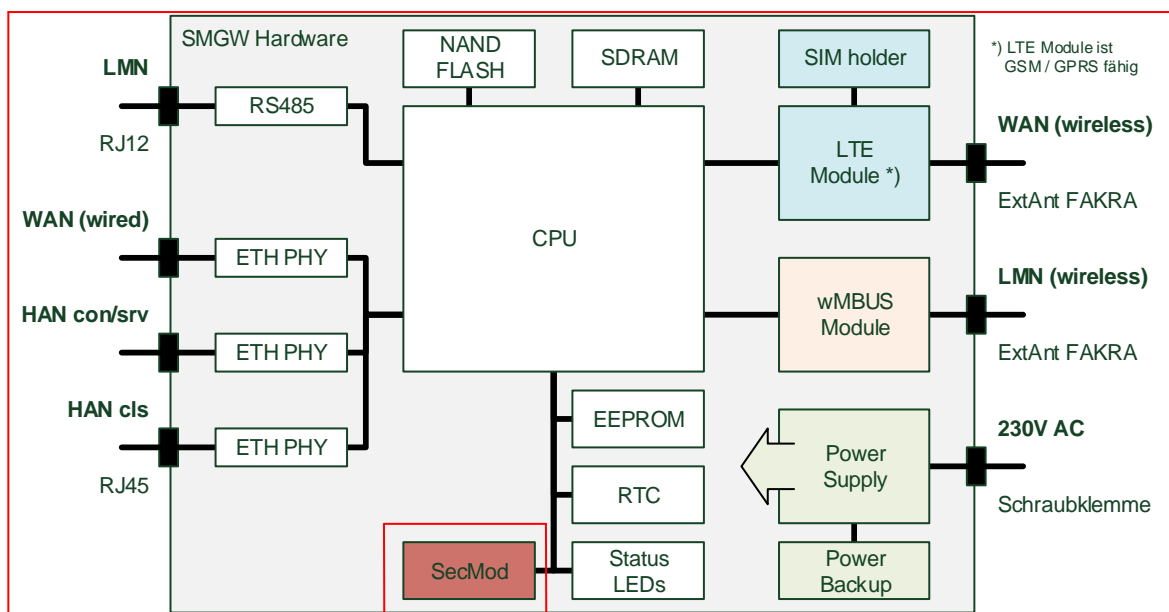 SMGW Hardware
NAND
FLASH
SDRAM
SIM holder
*) LTE Module ist
GSM / GPRS fähig
LMN
RS485
RJ12
CPU
LTE
Module *)
WAN (wireless)
ExtAnt FAKRA
WAN (wired)
ETH PHY
HAN con/srv
ETH PHY
wMBUS
Module
LMN (wireless)
ExtAnt FAKRA
HAN cls
ETH PHY
RJ45
EEPROM
RTC
Power
Supply
230V AC
Schraubklemme
SecMod
Status
LEDs
Power
Backup